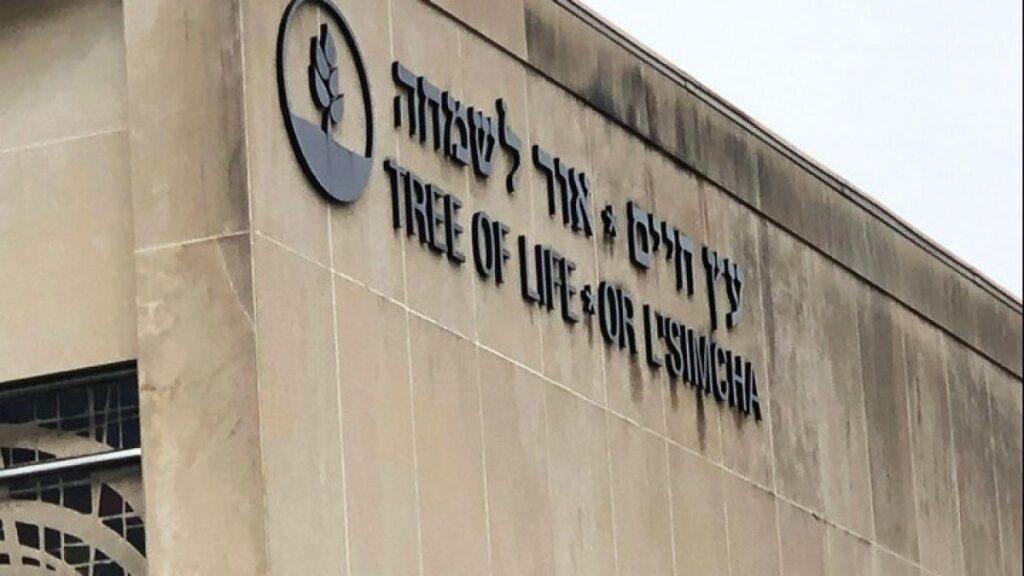 עץ חיים * אור לשמחה
TREE OF LIFE * OR L'SIMCHA